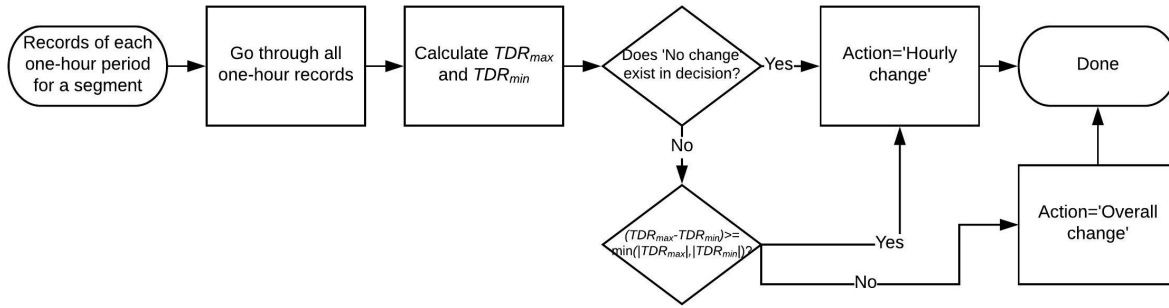 Records of each
one-hour period
for a segment
Go through all
one-hour records
Calculate TDRmax
and TDRmin
Does 'No change'
exist in decision?
Yes
Action='Hourly
change'
Done
No
(TDRmax-TDRmin)>=
min(|TDRmax|,|TDRmin|)?
Yes
No
Action='Overall
change'